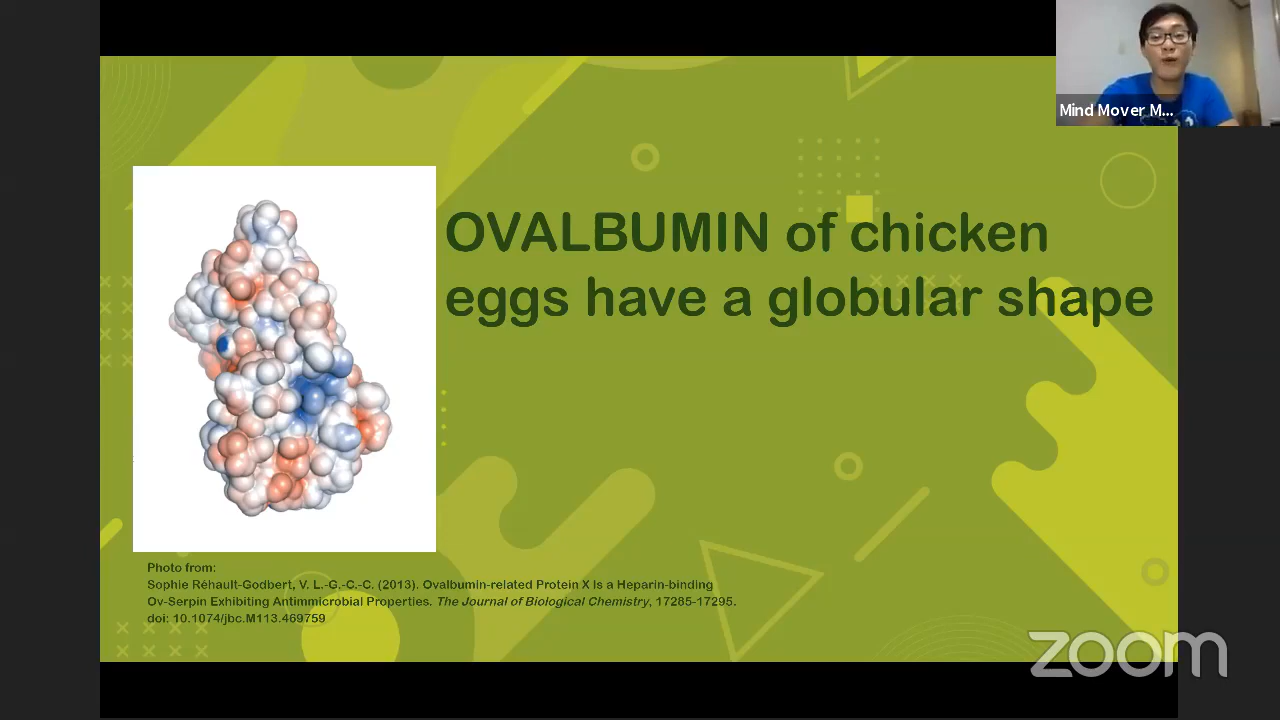 Mind Mover M...
OVALBUMIN of chicken
eggs have a globular shape
Photo from:
Sophie Réhault-Godbert, V. L.-G.-C.-C. (2013). Ovalbumin-related Protein X Is a Heparin-binding
Ov-Serpin Exhibiting Antimicrobial Properties. The Journal of Biological Chemistry, 17285-17295.
doi: 10.1074/jbc.M113.469759
zoom